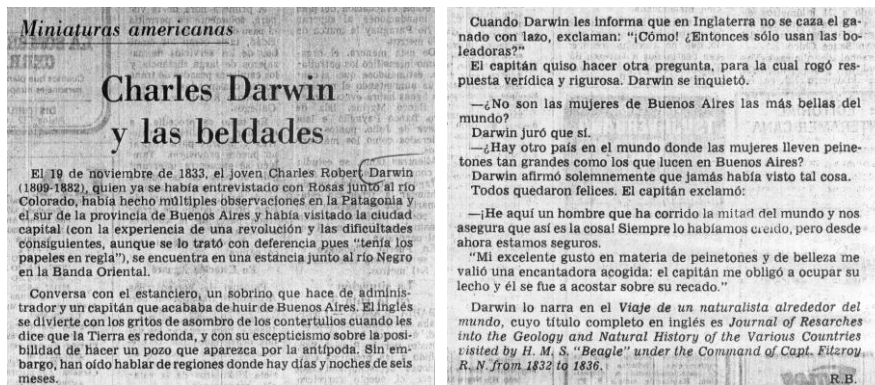 Miniaturas americanas
Charles Darwin
y las beldades
El 19 de noviembre de 1833, el joven Charles Robert Darwin
(1809-1882), quien ya se había entrevistado con Rosas junto al río
Colorado, había hecho múltiples observaciones en la Patagonia y
el sur de la provincia de Buenos Aires y había visitado la ciudad
capital (con la experiencia de una revolución y las dificultades
consiguientes, aunque se lo trató con deferencia pues "tenía los
papeles en regla"), se encuentra en una estancia junto al río Negro
en la Banda Oriental.
Conversa con el estanciero, un sobrino que hace de adminis-
trador y un capitán que acababa de huir de Buenos Aires. El inglés
se divierte con los gritos de asombro de los contertulios cuando les
dice que la Tierra es redonda, y con su escepticismo sobre la posi-
bilidad de hacer un pozo que aparezca por la antípoda. Sin em-
bargo, han oído hablar de regiones donde hay días y noches de seis
meses.
Cuando Darwin les informa que en Inglaterra no se caza el ga-
nado con lazo, exclaman: "¡Cómo! ¿Entonces sólo usan las bo-
leadoras?"
El capitán quiso hacer otra pregunta, para la cual rogó res-
puesta verídica y rigurosa. Darwin se inquietó.
—¿No son las mujeres de Buenos Aires las más bellas del
mundo?
Darwin juró que sí.
—¿Hay otro país en el mundo donde las mujeres lleven peine-
tones tan grandes como los que lucen en Buenos Aires?
Darwin afirmó solemnemente que jamás había visto tal cosa.
Todos quedaron felices. El capitán exclamó:
—¡He aquí un hombre que ha corrido la mitad del mundo y nos
asegura que así es la cosa! Siempre lo habíamos creído, pero desde
ahora estamos seguros.
"Mi excelente gusto en materia de peinetones y de belleza me
valió una encantadora acogida: el capitán me obligó a ocupar su
lecho y él se fue a acostar sobre su recado."
Darwin lo narra en el Viaje de un naturalista alrededor del
mundo, cuyo título completo en inglés es Journal of Resarches
into the Geology and Natural History of the Various Countries
visited by H. M. S. "Beagle" under the Command of Capt. Fitzroy
R. N. from 1832 to 1836.
R.B.